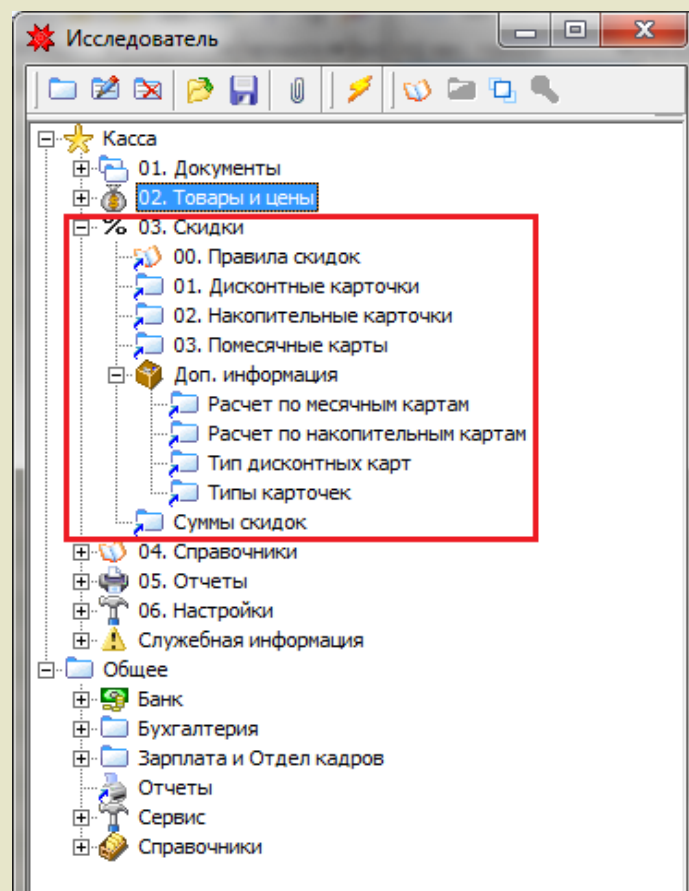 Исследователь
Касса
01. Документы
02. Товары и цены
% 03. Скидки
00. Правила скидок
01. Дисконтные карточки
02. Накопительные карточки
03. Помесячные карты
Доп. информация
Расчет по месячным картам
Расчет по накопительным картам
Тип дисконтных карт
Типы карточек
Суммы скидок
04. Справочники
05. Отчеты
06. Настройки
Служебная информация
Общее
Банк
Бухгалтерия
Зарплата и Отдел кадров
Отчеты
Сервис
Справочники